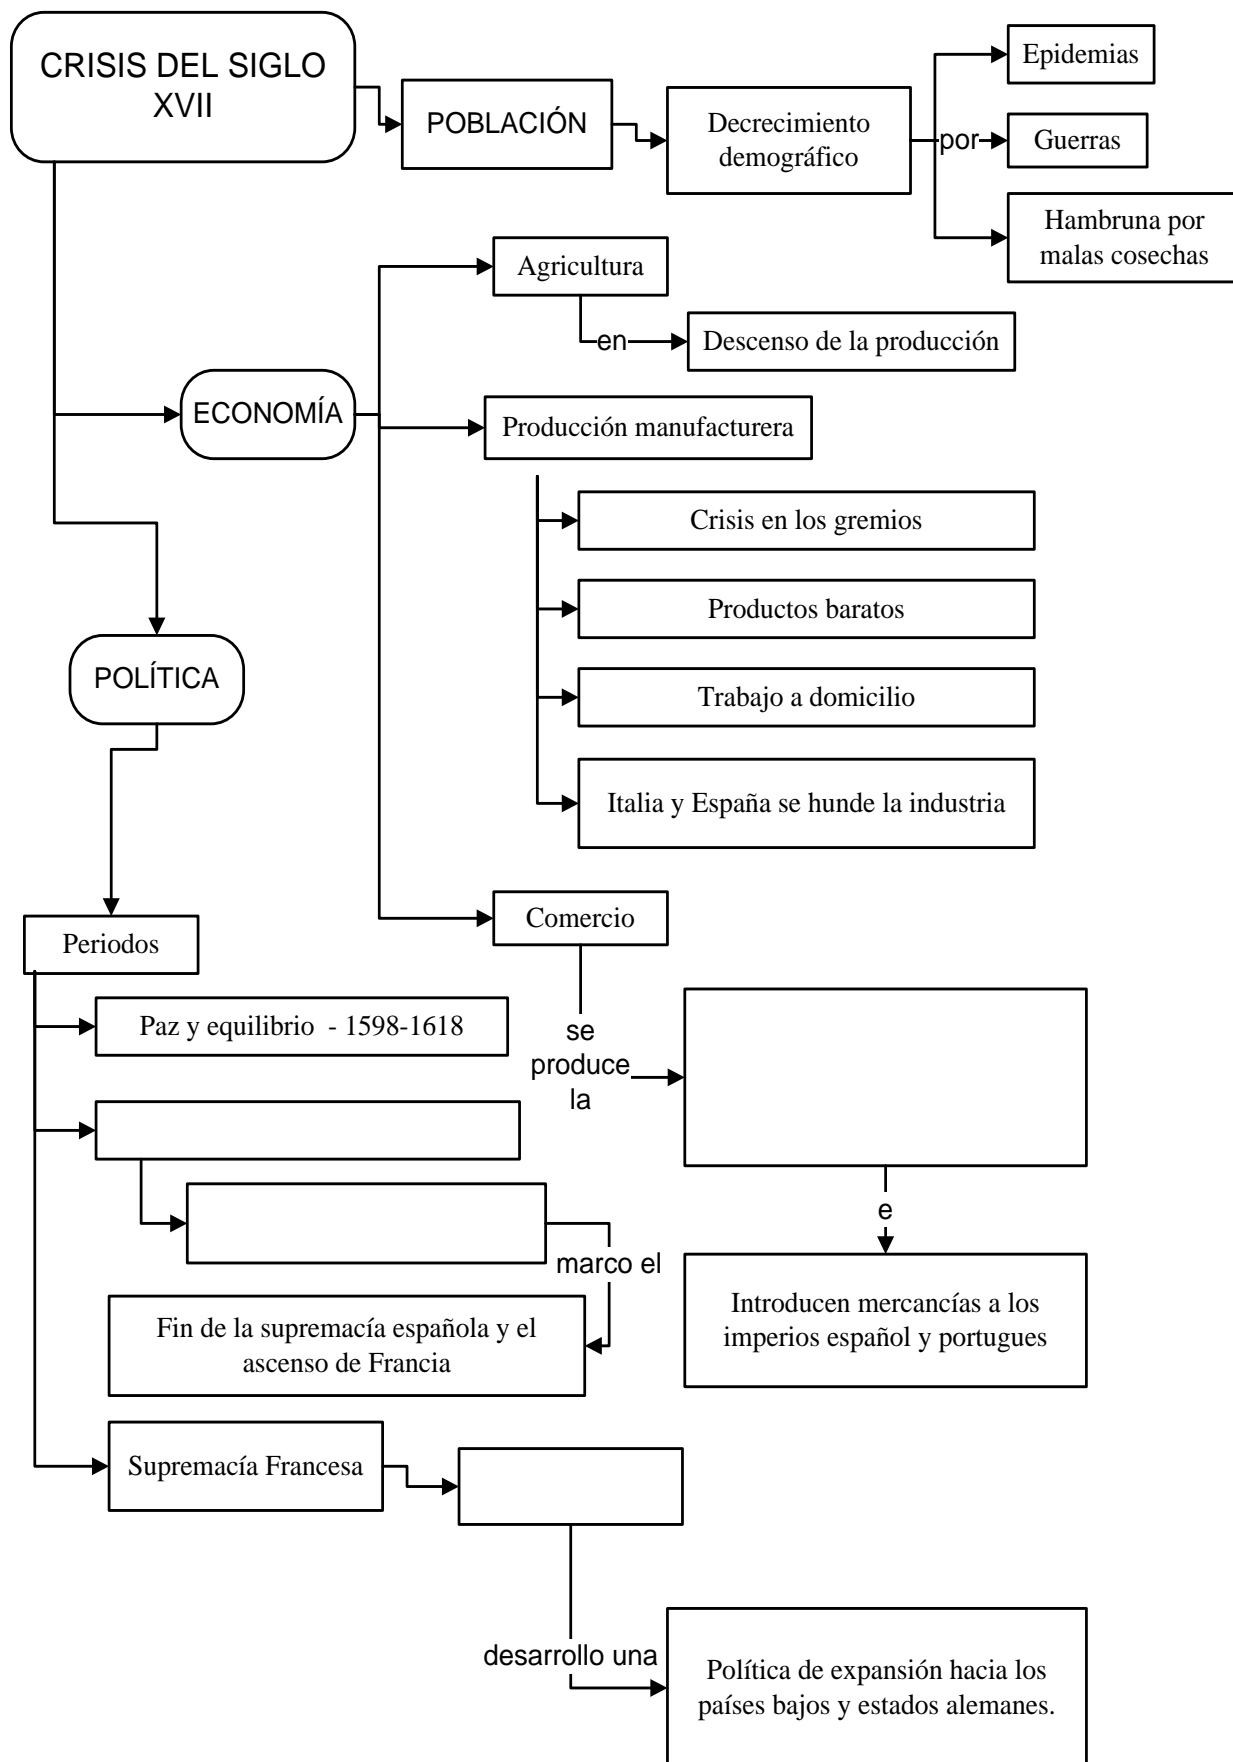 CRISIS DEL SIGLO
XVII
POBLACIÓN
Decrecimiento
demográfico
por
Epidemias
Guerras
Hambruna por
malas cosechas
ECONOMÍA
Agricultura
en
Descenso de la producción
Producción manufacturera
Crisis en los gremios
Productos baratos
Trabajo a domicilio
Italia y España se hunde la industria
Comercio
se
produce
la
e
Introducen mercancías a los
imperios español y portugues
POLÍTICA
Periodos
Paz y equilibrio - 1598-1618
marco el
Fin de la supremacía española y el
ascenso de Francia
Supremacía Francesa
desarrollo una
Política de expansión hacia los
países bajos y estados alemanes.